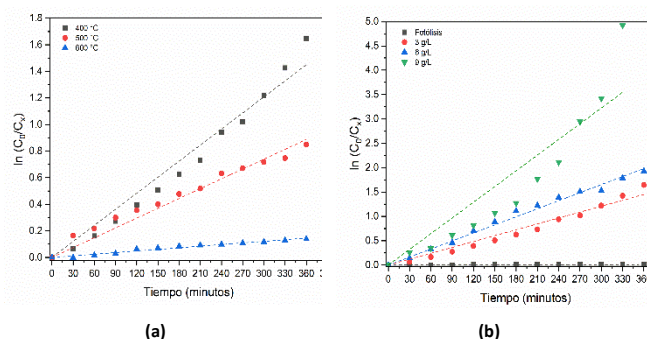 400 °C
500 °C
600 °C
ln (C₀/Cₓ)
1.8
1.6
1.4
1.2
1.0
0.8
0.6
0.4
0.2
0.0
0 30 60 90 120 150 180 210 240 270 300 330 360 3
Tiempo (minutos)
(a)
Fotólisis
3 g/L
6 g/L
9 g/L
ln (C₀/Cₓ)
5.0
4.5
4.0
3.5
3.0
2.5
2.0
1.5
1.0
0.5
0.0
0 30 60 90 120 150 180 210 240 270 300 330 360
Tiempo (minutos)
(b)